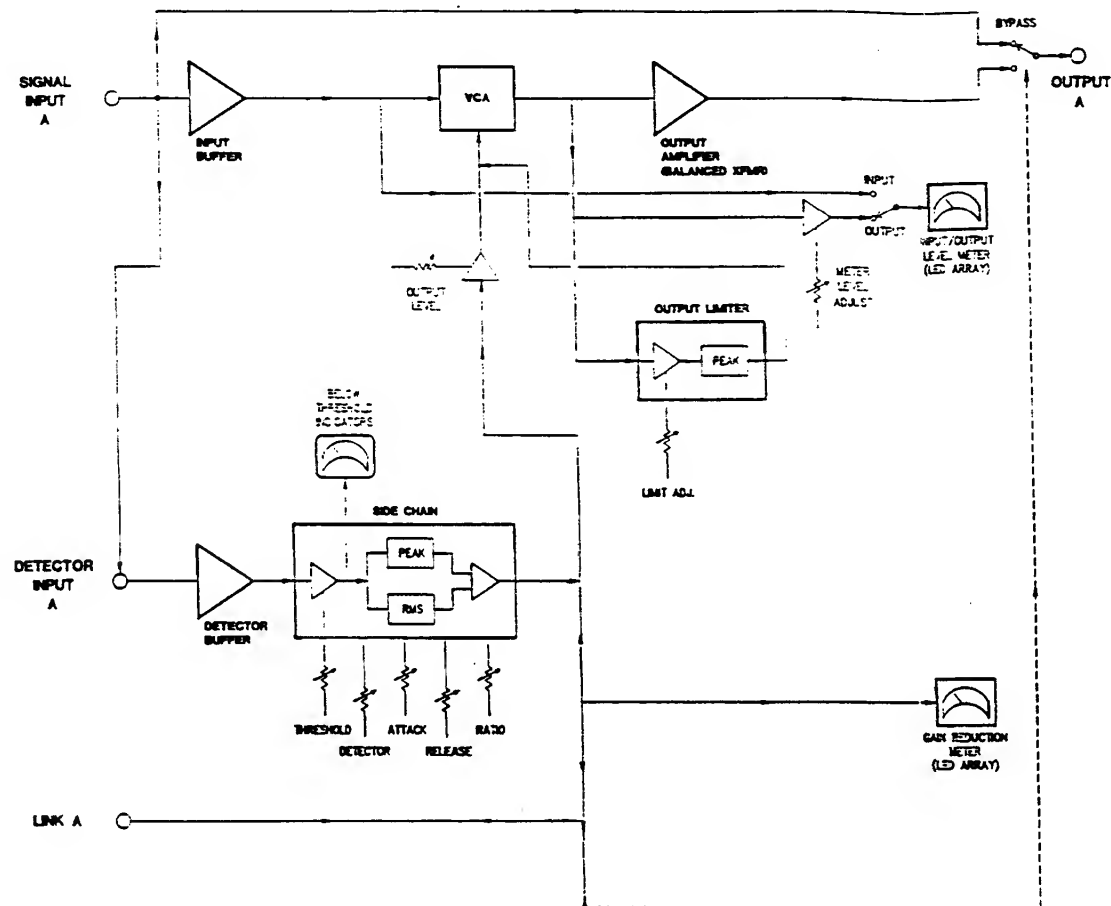 BYPASS
SIGNAL
INPUT
A
OUTPUT
A
VCA
INPUT
BUFFER
OUTPUT
AMPLIFIER
(BALANCED XFMR)
INPUT
OUTPUT
INPUT/OUTPUT
LEVEL METER
(LED ARRAY)
OUTPUT
LEVEL
METER
LEVEL
ADJUST
OUTPUT LIMITER
PEAK
BELOW
THRESHOLD
INDICATORS
LIMIT ADJ.
SIDE CHAIN
PEAK
RMS
DETECTOR
INPUT
A
DETECTOR
BUFFER
THRESHOLD
DETECTOR
ATTACK
RELEASE
RATIO
GAIN REDUCTION
METER
(LED ARRAY)
LINK A